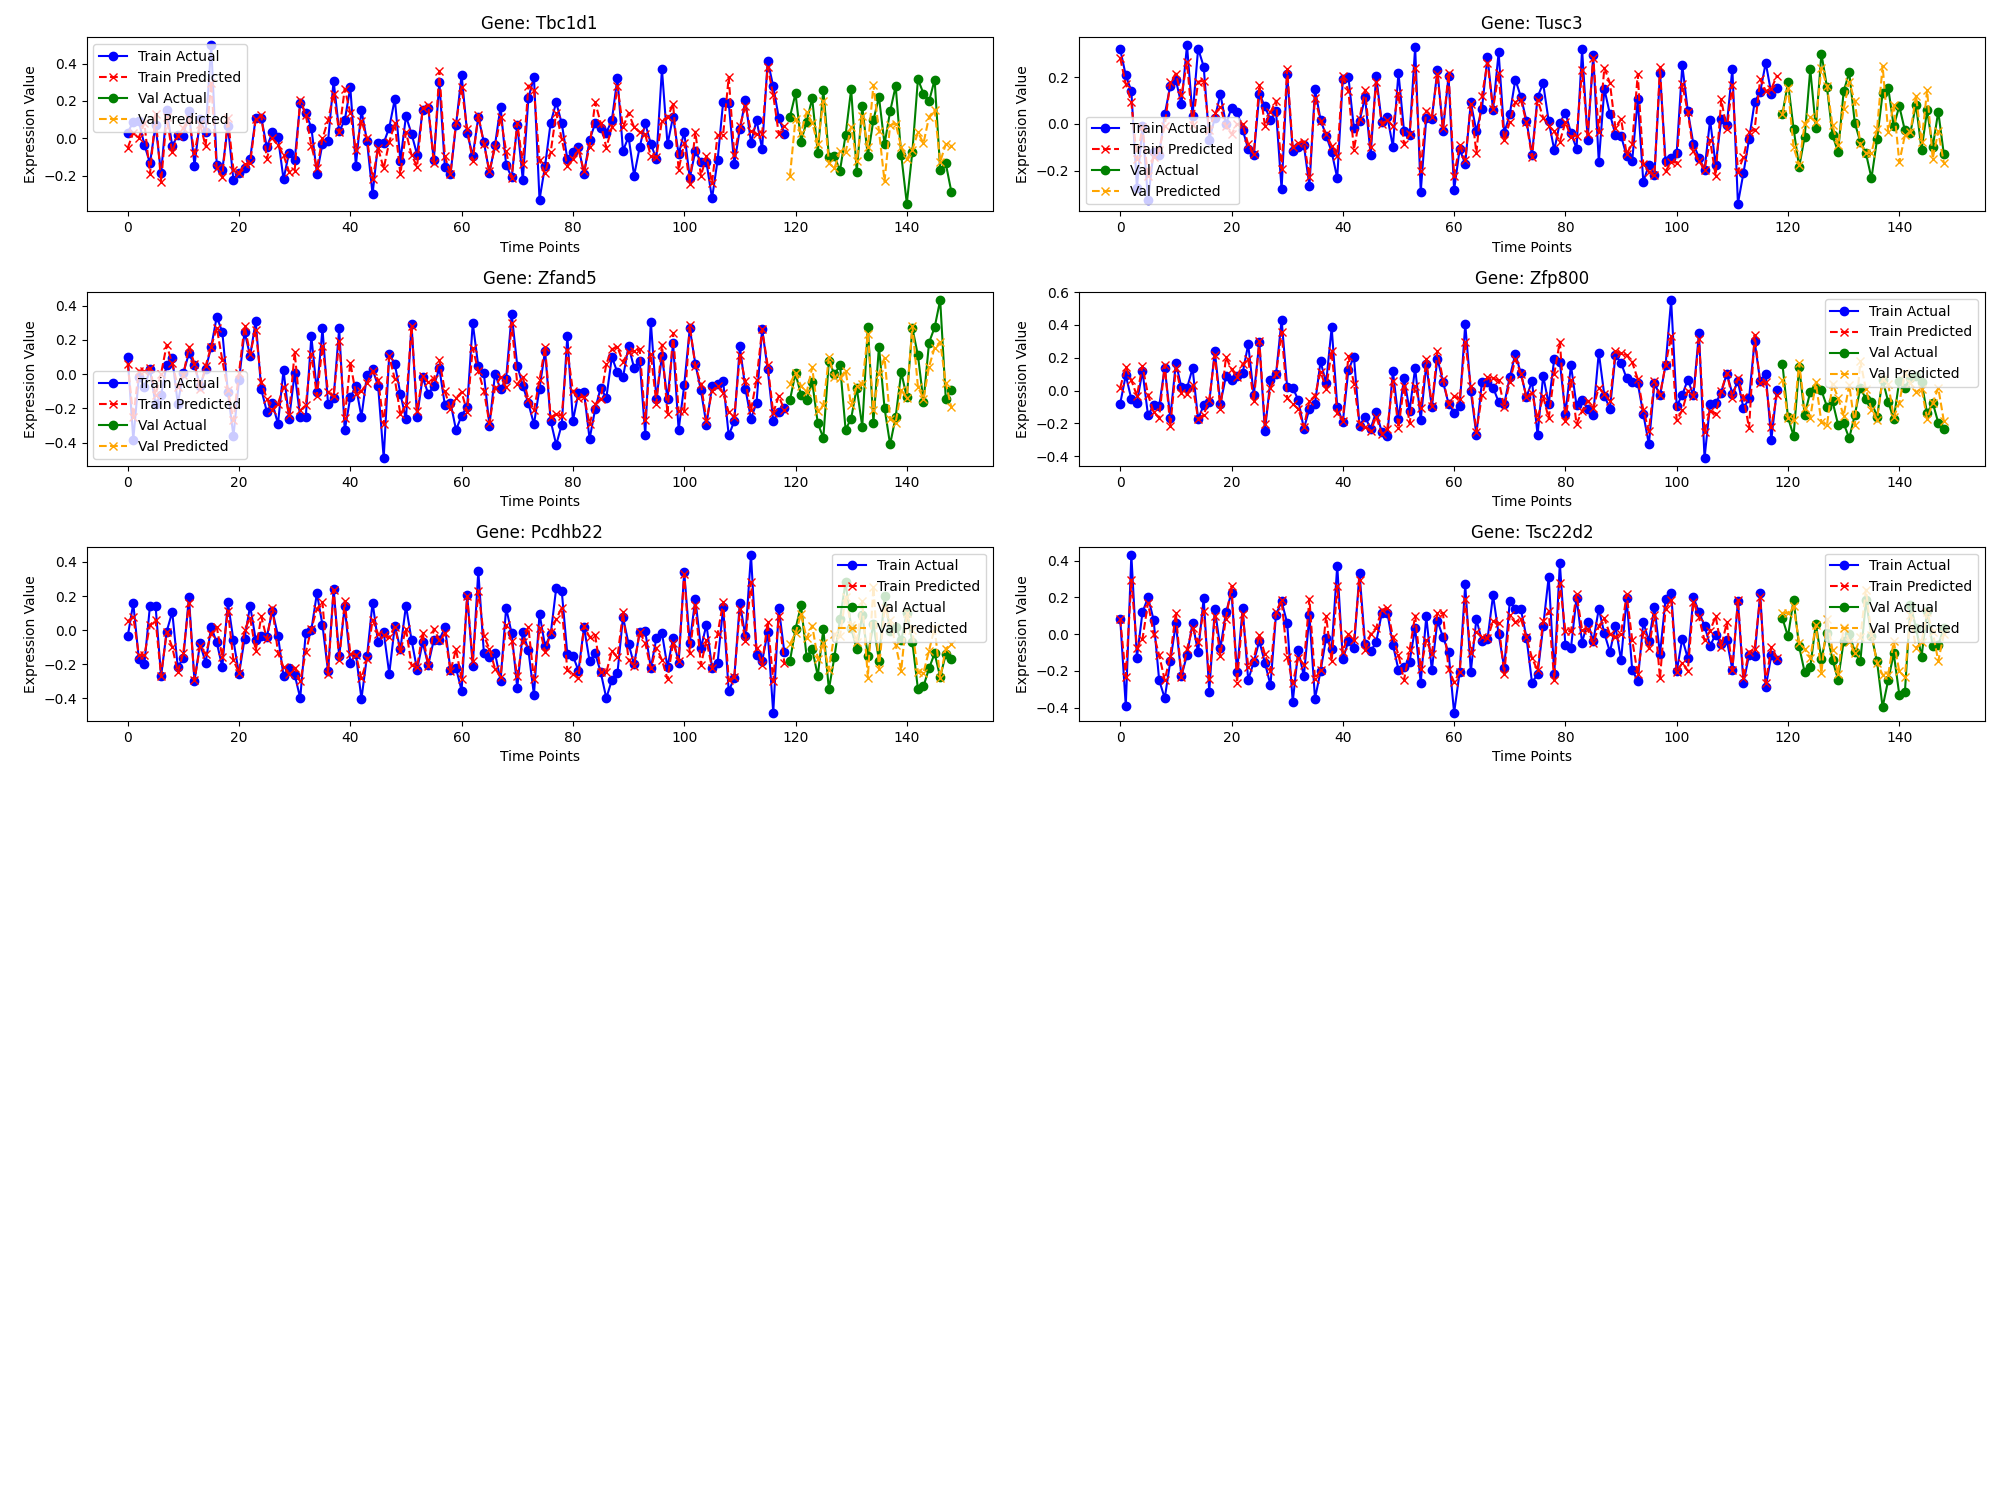 Gene: Tbc1d1
Expression Value
0.4
0.2
0.0
−0.2
Train Actual
Train Predicted
Val Actual
Val Predicted
0 20 40 60 80 100 120 140
Time Points
Gene: Tusc3
Expression Value
0.2
0.0
−0.2
Train Actual
Train Predicted
Val Actual
Val Predicted
0 20 40 60 80 100 120 140
Time Points
Gene: Zfand5
Expression Value
0.4
0.2
0.0
−0.2
−0.4
Train Actual
Train Predicted
Val Actual
Val Predicted
0 20 40 60 80 100 120 140
Time Points
Gene: Zfp800
Expression Value
0.6
0.4
0.2
0.0
−0.2
−0.4
Train Actual
Train Predicted
Val Actual
Val Predicted
0 20 40 60 80 100 120 140
Time Points
Gene: Pcdhb22
Expression Value
0.4
0.2
0.0
−0.2
−0.4
Train Actual
Train Predicted
Val Actual
Val Predicted
0 20 40 60 80 100 120 140
Time Points
Gene: Tsc22d2
Expression Value
0.4
0.2
0.0
−0.2
−0.4
Train Actual
Train Predicted
Val Actual
Val Predicted
0 20 40 60 80 100 120 140
Time Points